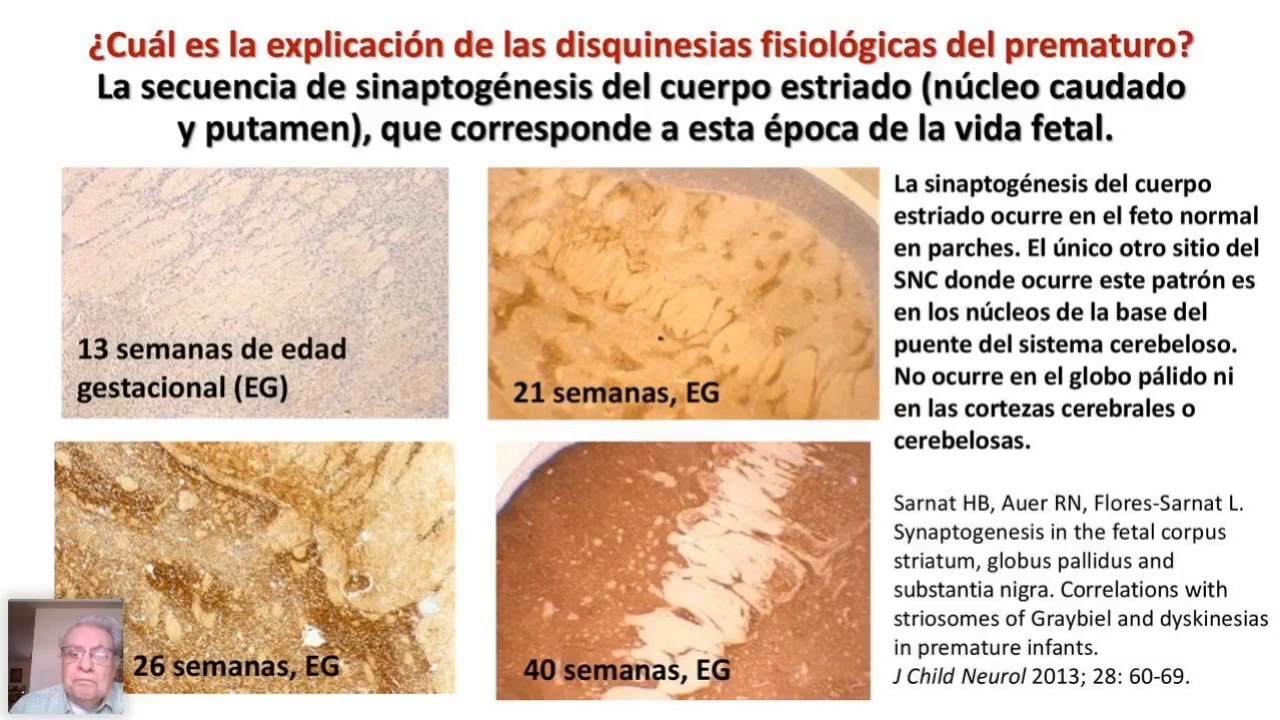 ¿Cuál es la explicación de las disquinesias fisiológicas del prematuro?
La secuencia de sinaptogénesis del cuerpo estriado (núcleo caudado
y putamen), que corresponde a esta época de la vida fetal.
13 semanas de edad
gestacional (EG)
21 semanas, EG
26 semanas, EG
40 semanas, EG
La sinaptogénesis del cuerpo
estriado ocurre en el feto normal
en parches. El único otro sitio del
SNC donde ocurre este patrón es
en los núcleos de la base del
puente del sistema cerebeloso.
No ocurre en el globo pálido ni
en las cortezas cerebrales o
cerebelosas.
Sarnat HB, Auer RN, Flores-Sarnat L.
Synaptogenesis in the fetal corpus
striatum, globus pallidus and
substantia nigra. Correlations with
striosomes of Graybiel and dyskinesias
in premature infants.
J Child Neurol 2013; 28: 60-69.